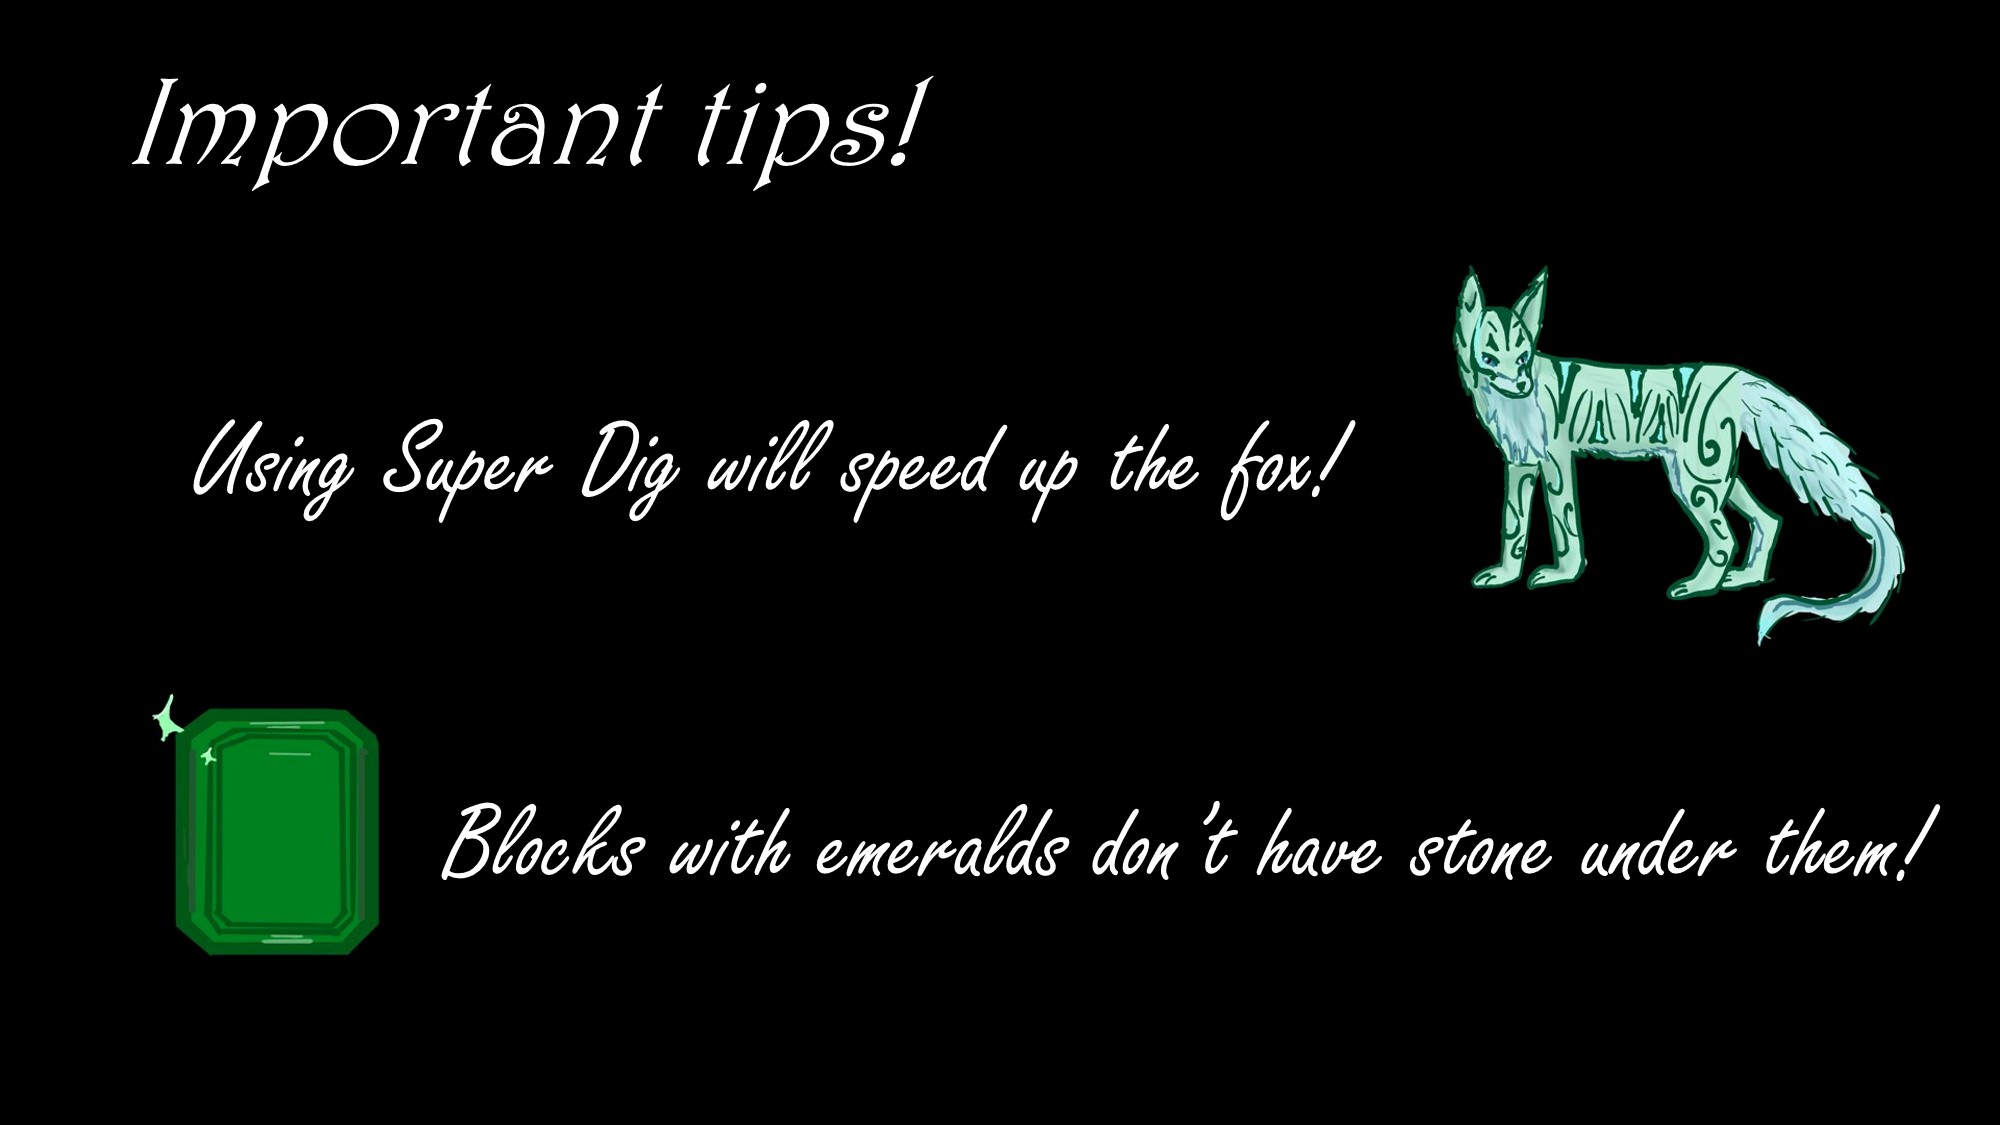 Important tips!
Using Super Dig will speed up the fox!
Blocks with emeralds don't have stone under them!